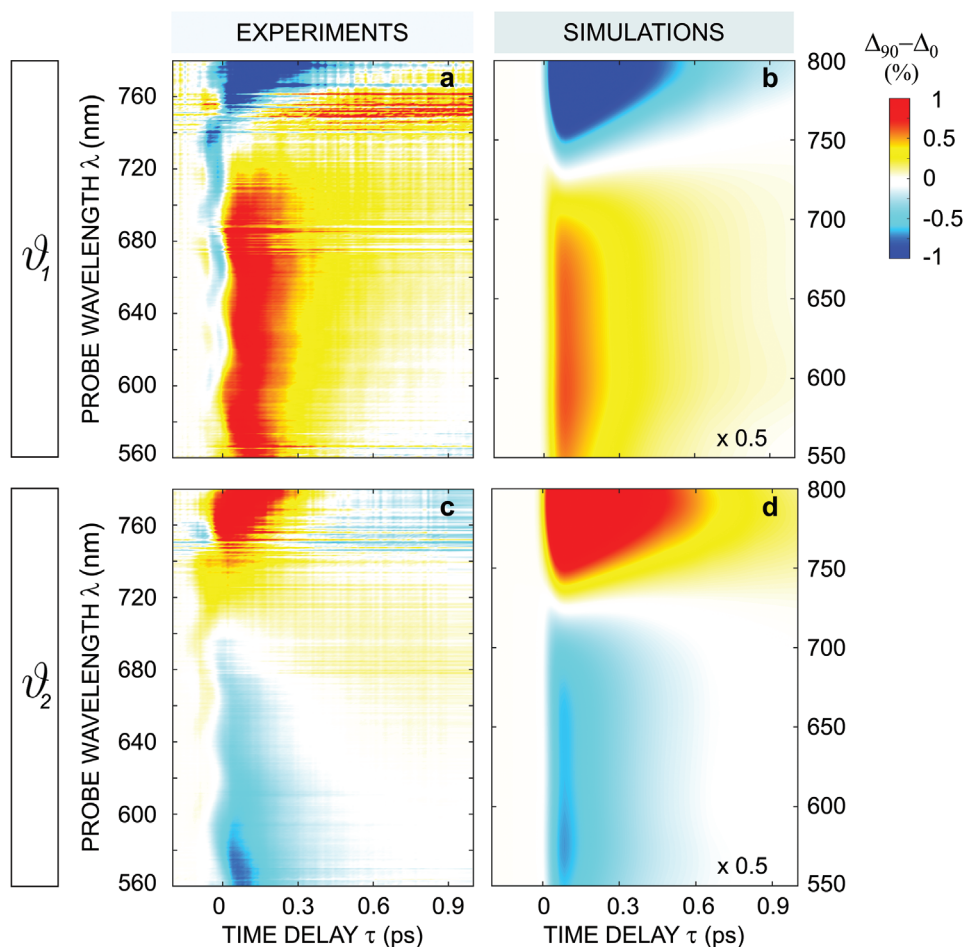 EXPERIMENTS
SIMULATIONS
Δ90−Δ0
(%)
1
0.5
0
-0.5
-1
ϑ1
PROBE WAVELENGTH λ (nm)
760
720
680
640
600
560
a
b
x 0.5
800
750
700
650
600
550
ϑ2
PROBE WAVELENGTH λ (nm)
760
720
680
640
600
560
c
d
x 0.5
800
750
700
650
600
550
0 0.3 0.6 0.9
0 0.3 0.6 0.9
TIME DELAY τ (ps)
TIME DELAY τ (ps)